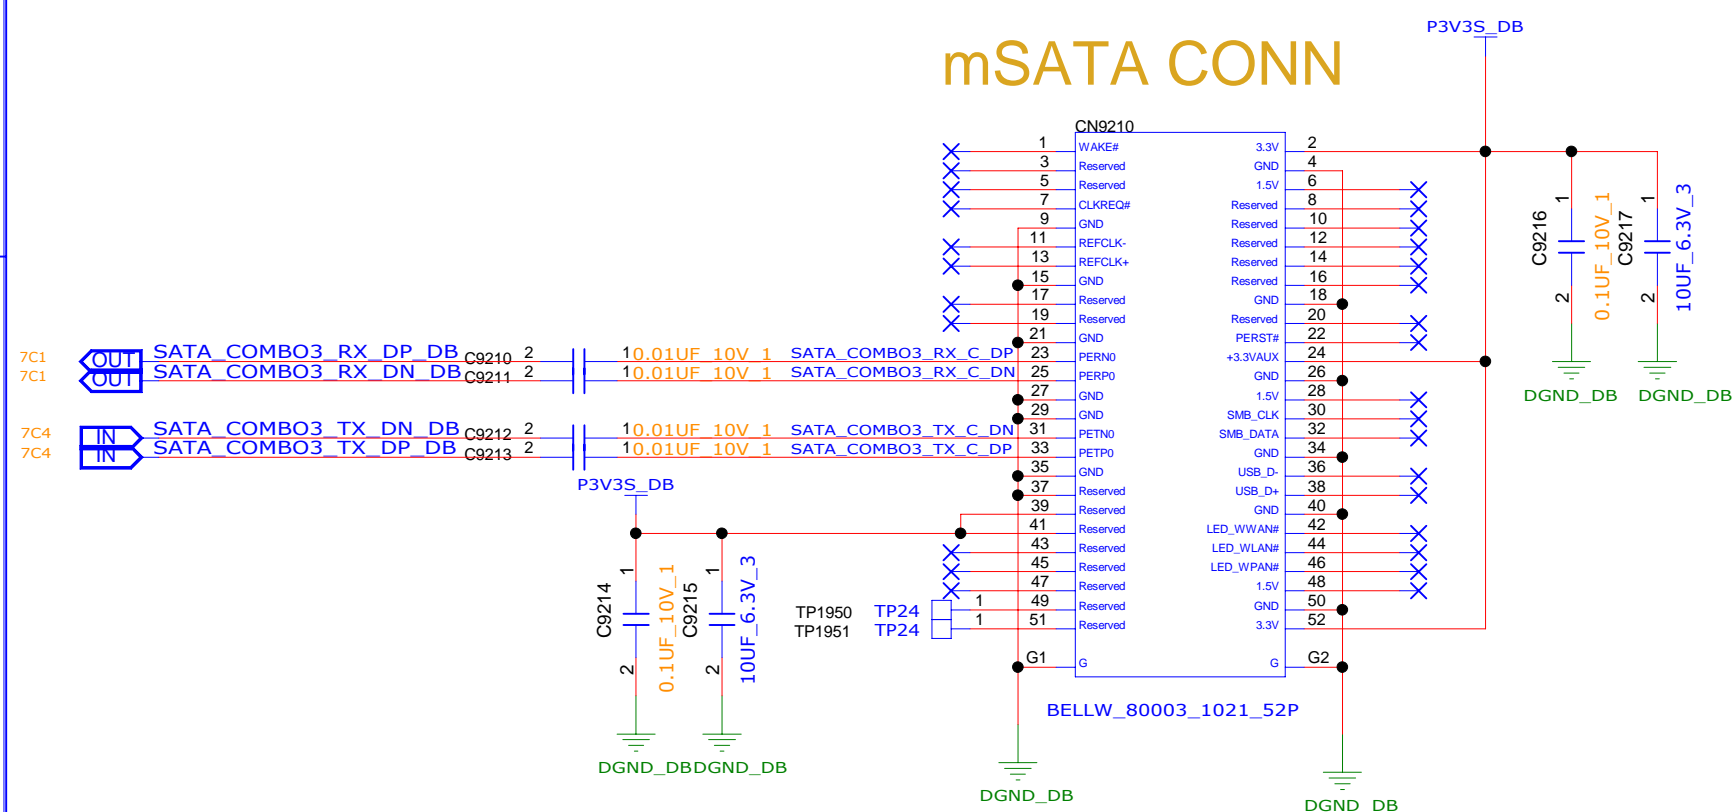 P3V3S_DB
mSATA CONN
CN9210
1 WAKE# 3.3V 2
3 Reserved GND 4
5 Reserved 1.5V 6
7 CLKREQ# Reserved 8
9 GND Reserved 10
11 REFCLK- Reserved 12
13 REFCLK+ Reserved 14
15 GND Reserved 16
17 Reserved GND 18
19 Reserved Reserved 20
21 GND PERST# 22
7C1 OUT SATA_COMBO3_RX_DP_DB C9210 2 1 0.01UF_10V_1 SATA_COMBO3_RX_C_DP 23 PERN0 +3.3VAUX 24
7C1 OUT SATA_COMBO3_RX_DN_DB C9211 2 1 0.01UF_10V_1 SATA_COMBO3_RX_C_DN 25 PERP0 GND 26
27 GND 1.5V 28
29 GND SMB_CLK 30
7C4 IN SATA_COMBO3_TX_DN_DB C9212 2 1 0.01UF_10V_1 SATA_COMBO3_TX_C_DN 31 PETN0 SMB_DATA 32
7C4 IN SATA_COMBO3_TX_DP_DB C9213 2 1 0.01UF_10V_1 SATA_COMBO3_TX_C_DP 33 PETP0 GND 34
35 GND USB_D- 36
37 Reserved USB_D+ 38
39 Reserved GND 40
41 Reserved LED_WWAN# 42
43 Reserved LED_WLAN# 44
45 Reserved LED_WPAN# 46
47 Reserved 1.5V 48
TP1950 TP24 1 49 Reserved GND 50
TP1951 TP24 1 51 Reserved 3.3V 52
G1 G G G2
BELLW_80003_1021_52P
P3V3S_DB
C9214 1 2 0.1UF_10V_1
C9215 1 2 10UF_6.3V_3
DGND_DB
DGND_DB
DGND_DB
DGND_DB
C9216 1 2 0.1UF_10V_1
C9217 1 2 10UF_6.3V_3
DGND_DB
DGND_DB